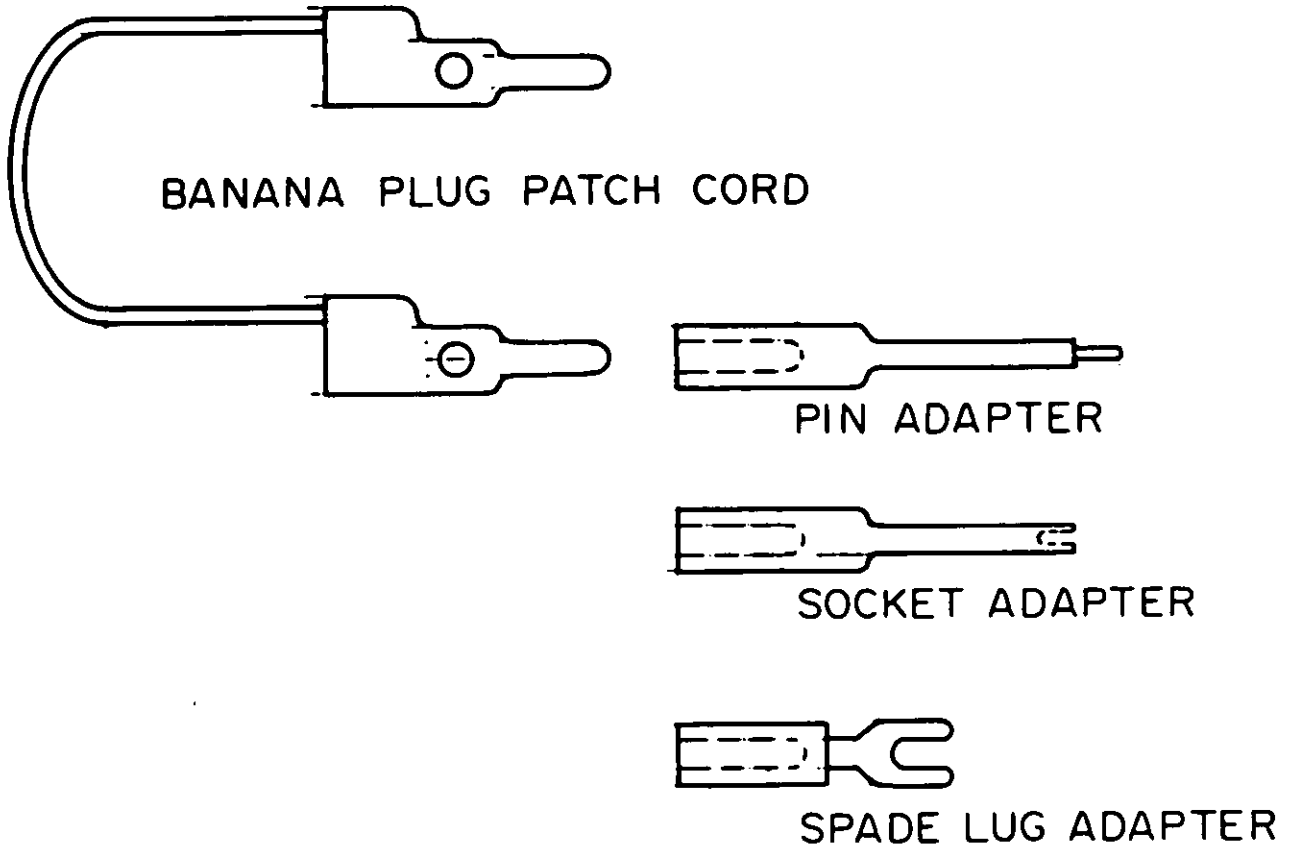 BANANA PLUG PATCH CORD
PIN ADAPTER
SOCKET ADAPTER
SPADE LUG ADAPTER